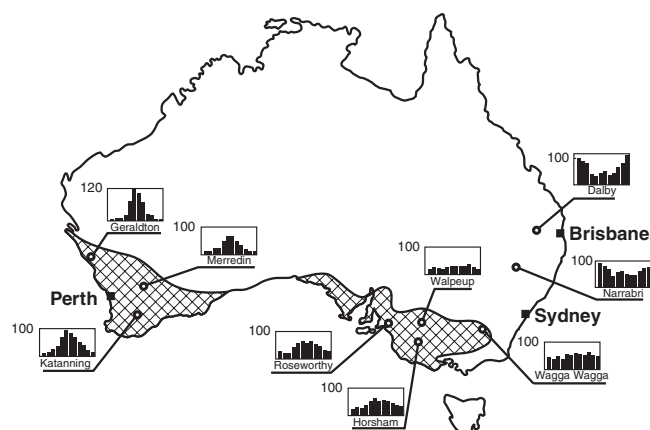 100
Dalby
120
Geraldton
100
Merredin
Brisbane
100
Walpeup
100
Narrabri
Perth
Sydney
100
Katanning
100
Roseworthy
100
Wagga Wagga
100
Horsham